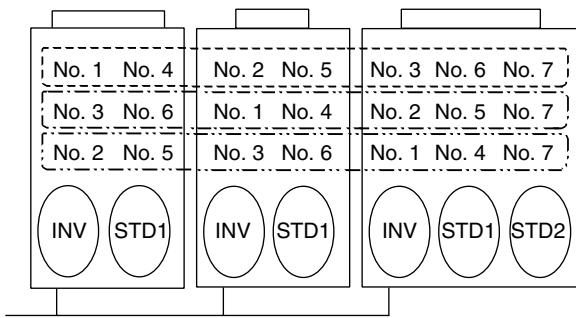 No. 1 No. 4 No. 2 No. 5 No. 3 No. 6 No. 7
No. 3 No. 6 No. 1 No. 4 No. 2 No. 5 No. 7
No. 2 No. 5 No. 3 No. 6 No. 1 No. 4 No. 7
INV STD1 INV STD1 INV STD1 STD2